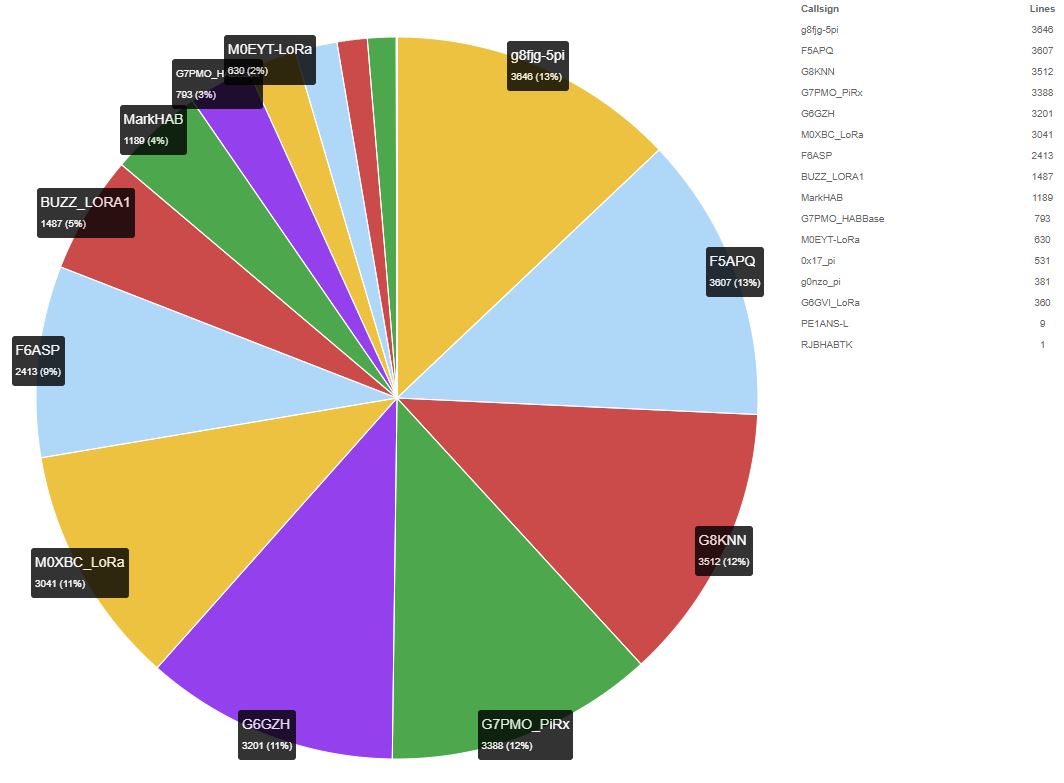 M0EYT-LoRa
630 (2%)
g8fjg-5pi
3646 (13%)
G7PMO_H
793 (3%)
MarkHAB
1189 (4%)
BUZZ_LORA1
1487 (5%)
F5APQ
3607 (13%)
F6ASP
2413 (9%)
G8KNN
3512 (12%)
M0XBC_LoRa
3041 (11%)
G6GZH
3201 (11%)
G7PMO_PiRx
3388 (12%)
Callsign Lines
g8fjg-5pi 3646
F5APQ 3607
G8KNN 3512
G7PMO_PiRx 3388
G6GZH 3201
M0XBC_LoRa 3041
F6ASP 2413
BUZZ_LORA1 1487
MarkHAB 1189
G7PMO_HABBase 793
M0EYT-LoRa 630
0x17_pi 531
g0nzo_pi 381
G6GVI_LoRa 360
PE1ANS-L 9
RJBHABTK 1